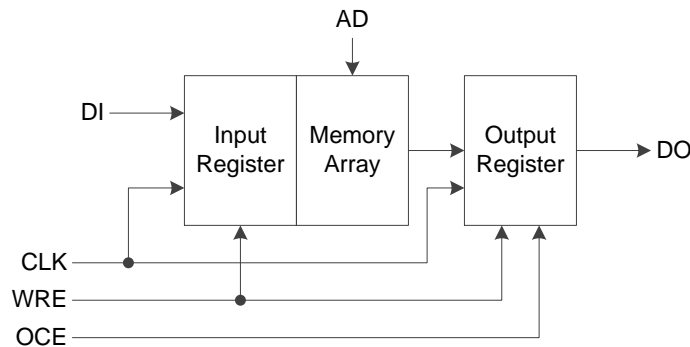 AD
DI
Input
Register
Memory
Array
Output
Register
DO
CLK
WRE
OCE